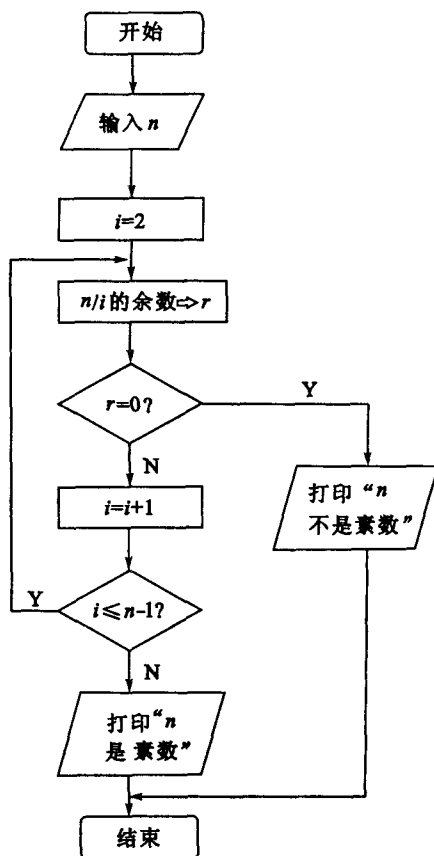 开始
输入 n
i=2
n/i 的余数⇨r
r=0?
Y
N
打印 “n
不是素数”
i=i+1
Y
i≤n-1?
N
打印“n
是 素数”
结束